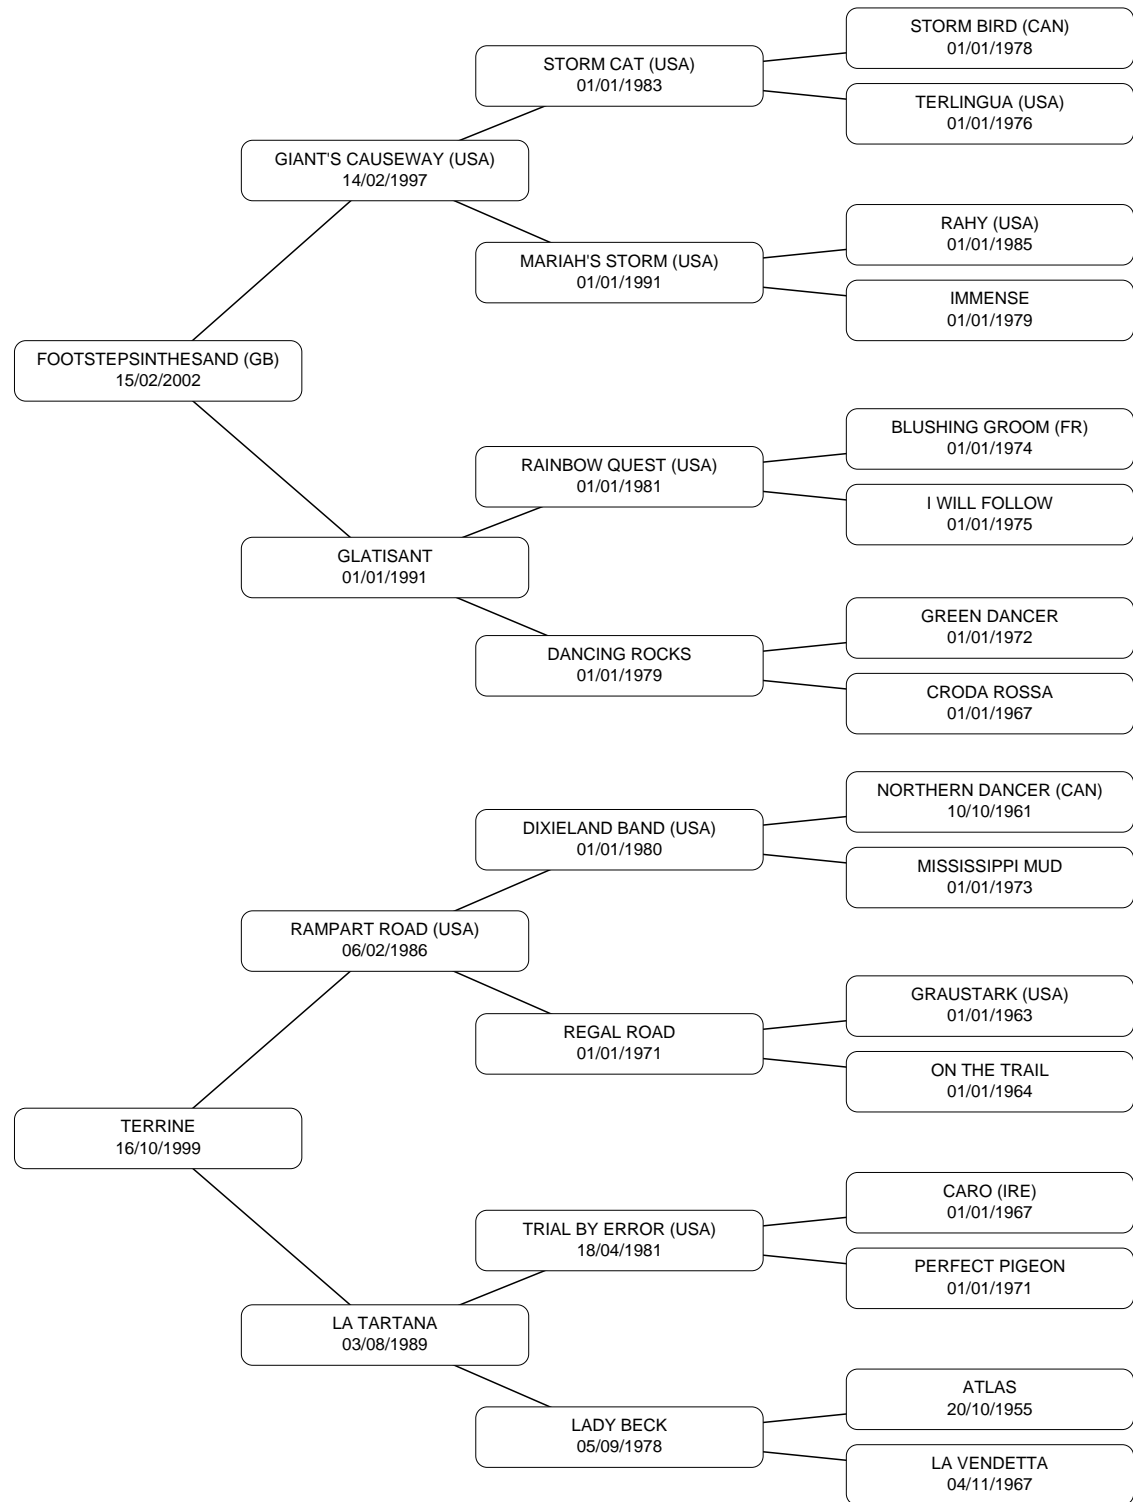 STORM BIRD (CAN)
01/01/1978
STORM CAT (USA)
01/01/1983
TERLINGUA (USA)
01/01/1976
GIANT'S CAUSEWAY (USA)
14/02/1997
RAHY (USA)
01/01/1985
MARIAH'S STORM (USA)
01/01/1991
IMMENSE
01/01/1979
FOOTSTEPSINTHESAND (GB)
15/02/2002
BLUSHING GROOM (FR)
01/01/1974
RAINBOW QUEST (USA)
01/01/1981
I WILL FOLLOW
01/01/1975
GLATISANT
01/01/1991
GREEN DANCER
01/01/1972
DANCING ROCKS
01/01/1979
CRODA ROSSA
01/01/1967
NORTHERN DANCER (CAN)
10/10/1961
DIXIELAND BAND (USA)
01/01/1980
MISSISSIPPI MUD
01/01/1973
RAMPART ROAD (USA)
06/02/1986
GRAUSTARK (USA)
01/01/1963
REGAL ROAD
01/01/1971
ON THE TRAIL
01/01/1964
TERRINE
16/10/1999
CARO (IRE)
01/01/1967
TRIAL BY ERROR (USA)
18/04/1981
PERFECT PIGEON
01/01/1971
LA TARTANA
03/08/1989
ATLAS
20/10/1955
LADY BECK
05/09/1978
LA VENDETTA
04/11/1967